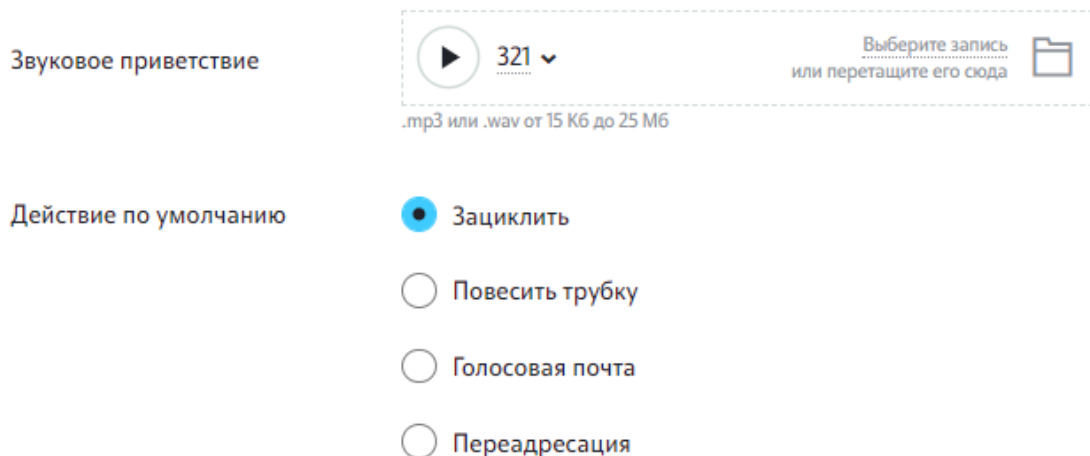 Звуковое приветствие
321
Выберите запись
или перетащите его сюда
.mp3 или .wav от 15 Кб до 25 Мб
Действие по умолчанию
Зациклить
Повесить трубку
Голосовая почта
Переадресация